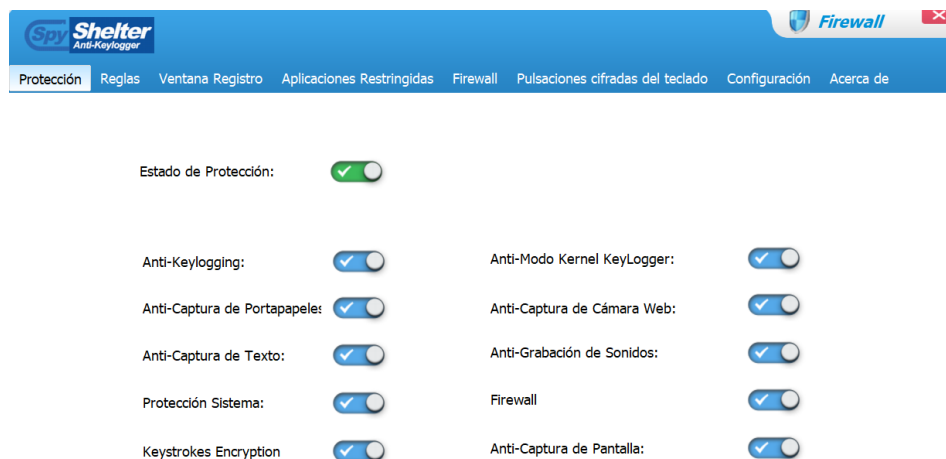 Spy Shelter
Anti-Keylogger
Firewall
Protección Reglas Ventana Registro Aplicaciones Restringidas Firewall Pulsaciones cifradas del teclado Configuración Acerca de
Estado de Protección:
Anti-Keylogging: Anti-Modo Kernel KeyLogger:
Anti-Captura de Portapapeles Anti-Captura de Cámara Web:
Anti-Captura de Texto: Anti-Grabación de Sonidos:
Protección Sistema: Firewall
Keystrokes Encryption Anti-Captura de Pantalla: